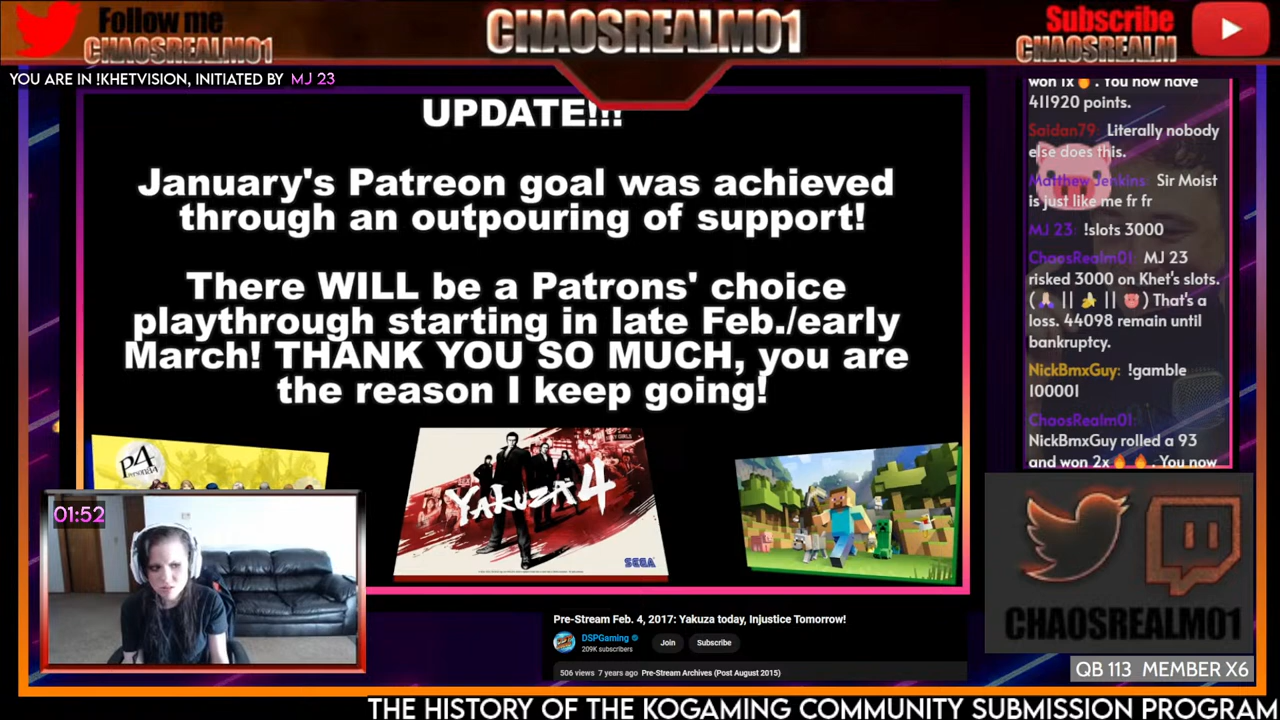 Follow me
CHAOSREALM01
CHAOSREALM01
Subscribe
CHAOSREALM
YOU ARE IN !KHETVISION, INITIATED BY MJ 23
UPDATE!!!
January's Patreon goal was achieved
through an outpouring of support!
There WILL be a Patrons' choice
playthrough starting in late Feb./early
March! THANK YOU SO MUCH, you are
the reason I keep going!
P4
YAKUZA 4
SEGA
won 1x🔥. You now have
411920 points.
Saidan79: Literally nobody
else does this.
Matthew Jenkins: Sir Moist
is just like me fr fr
MJ 23: !slots 3000
ChaosRealm01: MJ 23
risked 3000 on Khet's slots.
( || 🍌 || ) That's a
loss. 44098 remain until
bankruptcy.
NickBmxGuy: !gamble
100001
ChaosRealm01:
NickBmxGuy rolled a 93
and won 2x🔥🔥. You now
01:52
Pre-Stream Feb. 4, 2017: Yakuza today, Injustice Tomorrow!
DSPGaming
209K subscribers
Join
Subscribe
506 views 7 years ago Pre-Stream Archives (Post August 2015)
CHAOSREALM01
QB 113 MEMBER X6
THE HISTORY OF THE KOGAMING COMMUNITY SUBMISSION PROGRAM